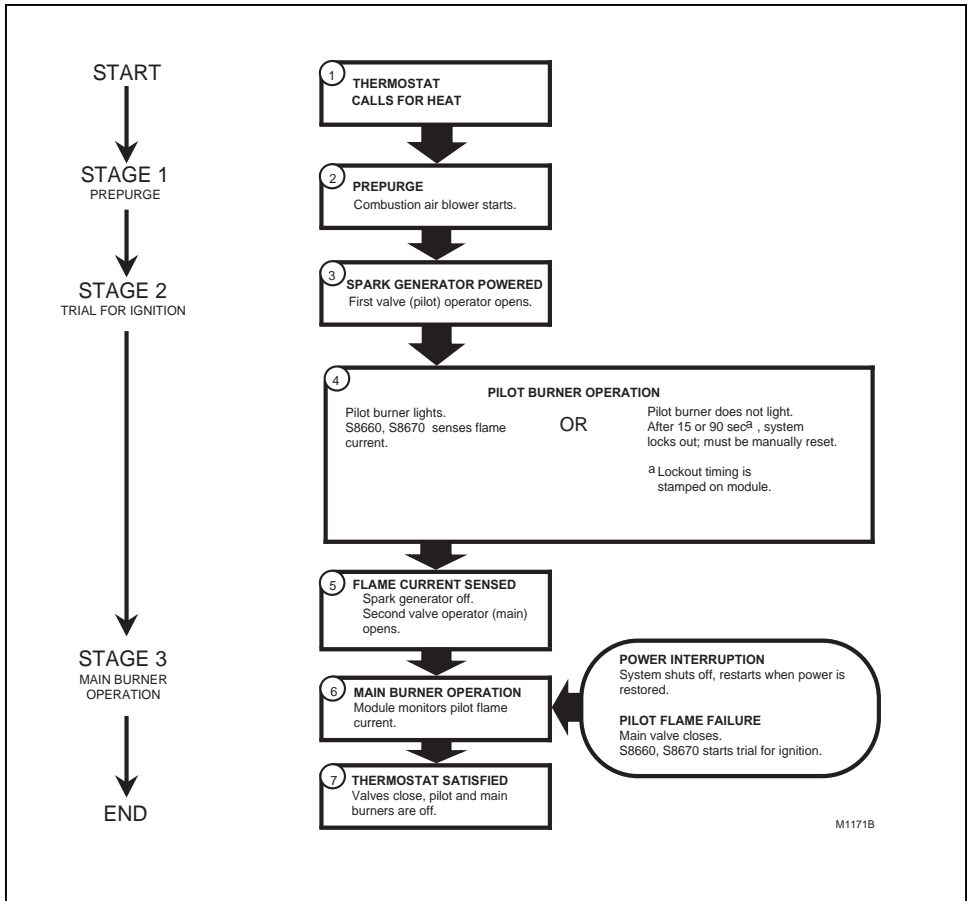 START
STAGE 1
PREPURGE
STAGE 2
TRIAL FOR IGNITION
STAGE 3
MAIN BURNER
OPERATION
END
1
THERMOSTAT
CALLS FOR HEAT
2
PREPURGE
Combustion air blower starts.
3
SPARK GENERATOR POWERED
First valve (pilot) operator opens.
4
PILOT BURNER OPERATION
Pilot burner lights.
S8660, S8670 senses flame
current.
OR
Pilot burner does not light.
After 15 or 90 sec a , system
locks out; must be manually reset.
a Lockout timing is
stamped on module.
5
FLAME CURRENT SENSED
Spark generator off.
Second valve operator (main)
opens.
6
MAIN BURNER OPERATION
Module monitors pilot flame
current.
POWER INTERRUPTION
System shuts off, restarts when power is
restored.
PILOT FLAME FAILURE
Main valve closes.
S8660, S8670 starts trial for ignition.
7
THERMOSTAT SATISFIED
Valves close, pilot and main
burners are off.
M1171B